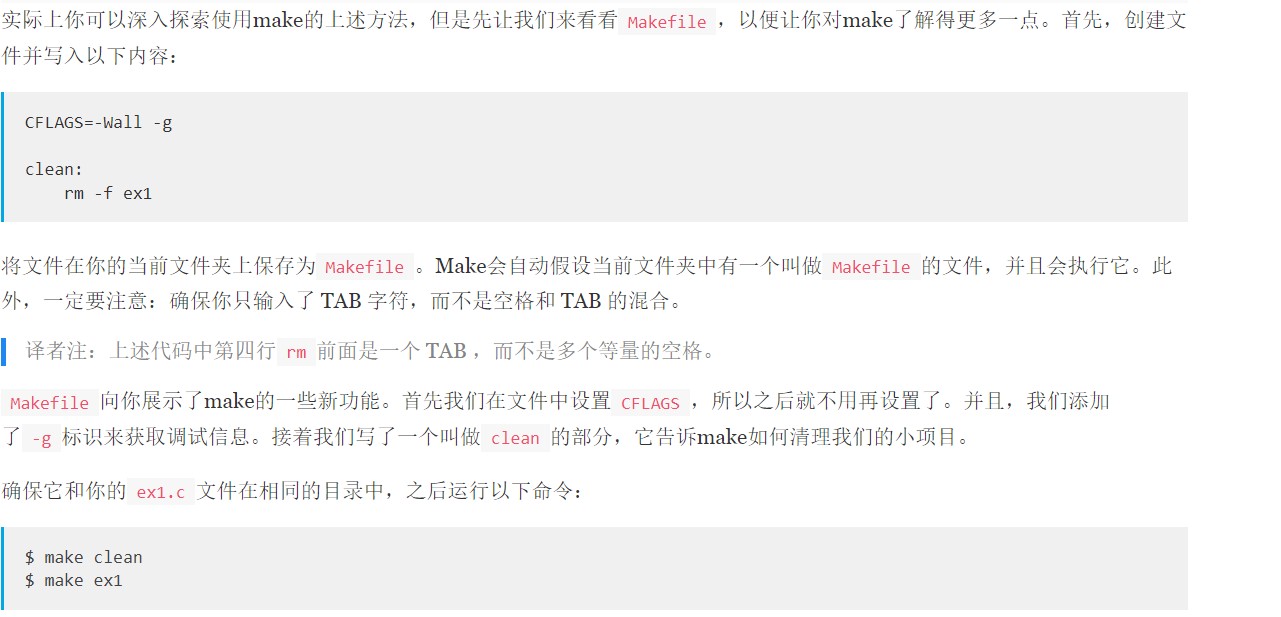 实际上你可以深入探索使用make的上述方法，但是先让我们来看看 Makefile ，以便让你对make了解得更多一点。首先，创建文
件并写入以下内容：
CFLAGS=-Wall -g
clean:
    rm -f ex1
将文件在你的当前文件夹上保存为 Makefile 。Make会自动假设当前文件夹中有一个叫做 Makefile 的文件，并且会执行它。此
外，一定要注意：确保你只输入了 TAB 字符，而不是空格和 TAB 的混合。
译者注：上述代码中第四行 rm 前面是一个 TAB ，而不是多个等量的空格。
Makefile 向你展示了make的一些新功能。首先我们在文件中设置 CFLAGS ，所以之后就不用再设置了。并且，我们添加
了 -g 标识来获取调试信息。接着我们写了一个叫做 clean 的部分，它告诉make如何清理我们的小项目。
确保它和你的 ex1.c 文件在相同的目录中，之后运行以下命令：
$ make clean
$ make ex1